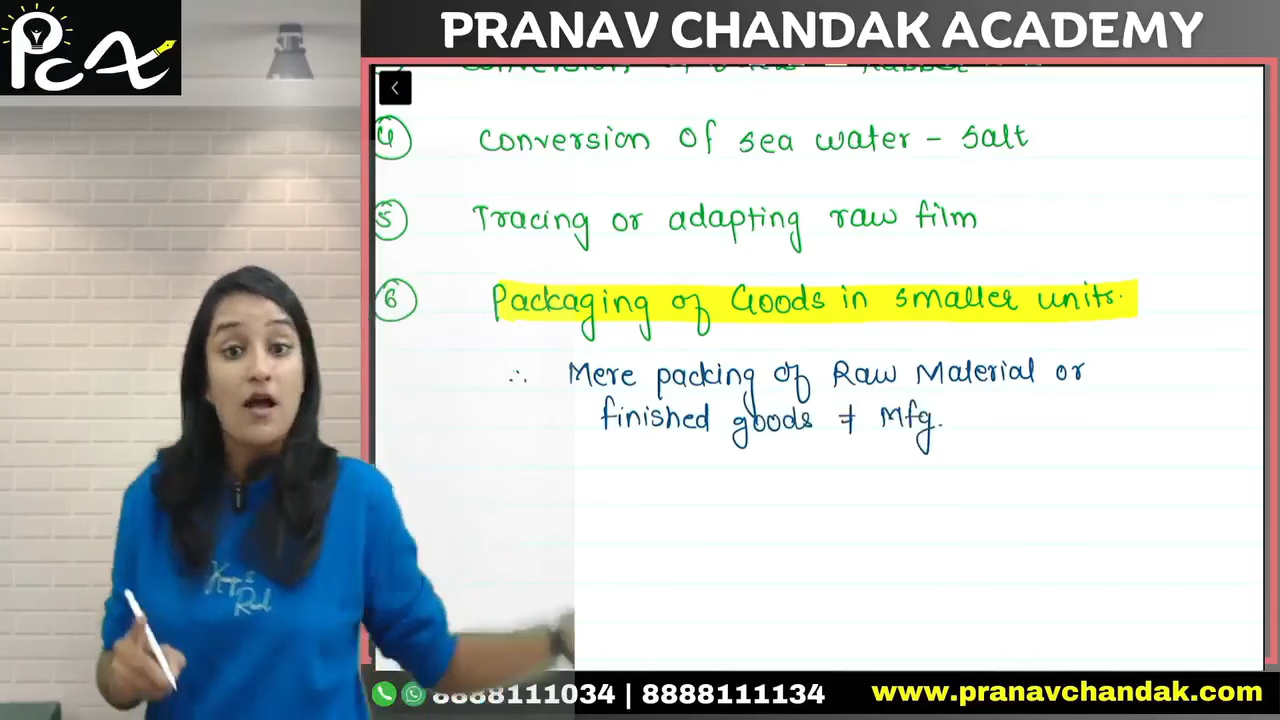 PCA
PRANAV CHANDAK ACADEMY
4 Conversion of sea water - salt
5 Tracing or adapting raw film
6 Packaging of Goods in smaller units.
∴ Mere packing of Raw Material or
finished goods ≠ Mfg.
8888111034 | 8888111134
www.pranavchandak.com